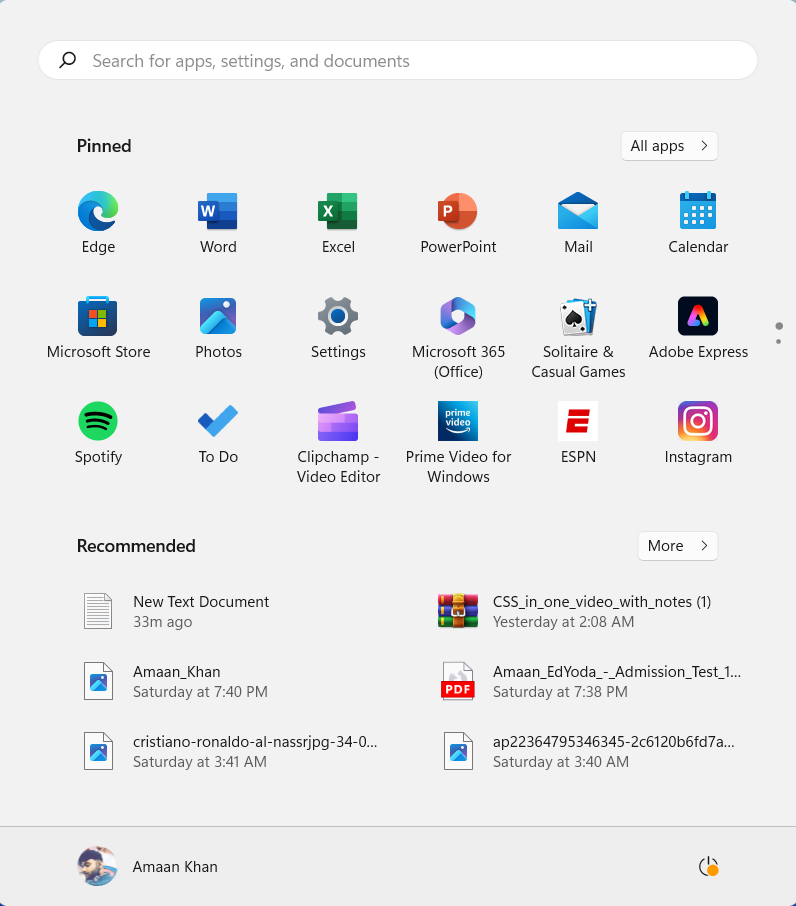 Search for apps, settings, and documents
Pinned
All apps
Edge
Word
Excel
PowerPoint
Mail
Calendar
Microsoft Store
Photos
Settings
Microsoft 365
(Office)
Solitaire &
Casual Games
Adobe Express
prime
video
Spotify
To Do
Clipchamp -
Video Editor
Prime Video for
Windows
ESPN
Instagram
Recommended
More
New Text Document
33m ago
CSS_in_one_video_with_notes (1)
Yesterday at 2:08 AM
Amaan_Khan
Saturday at 7:40 PM
PDF
Amaan_EdYoda_-_Admission_Test_1...
Saturday at 7:38 PM
cristiano-ronaldo-al-nassrjpg-34-0...
Saturday at 3:41 AM
ap22364795346345-2c6120b6fd7a...
Saturday at 3:40 AM
Amaan Khan